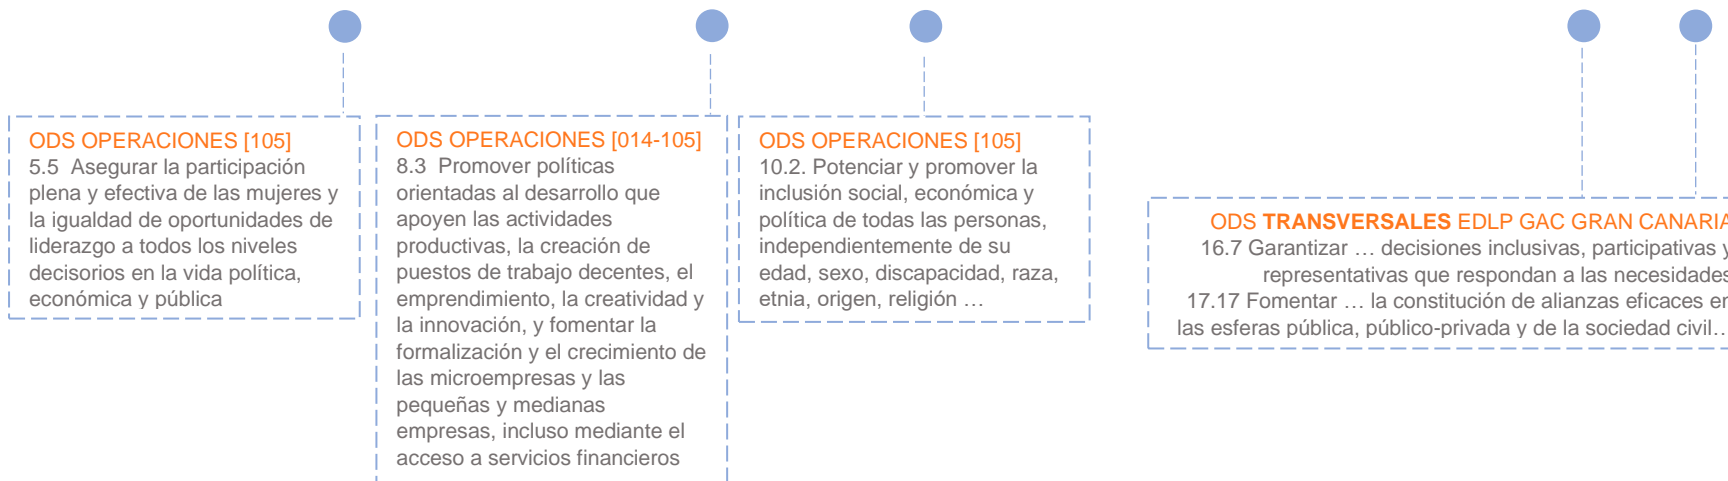 ODS OPERACIONES [105]
5.5 Asegurar la participación
plena y efectiva de las mujeres y
la igualdad de oportunidades de
liderazgo a todos los niveles
decisorios en la vida política,
económica y pública
ODS OPERACIONES [014-105]
8.3 Promover políticas
orientadas al desarrollo que
apoyen las actividades
productivas, la creación de
puestos de trabajo decentes, el
emprendimiento, la creatividad y
la innovación, y fomentar la
formalización y el crecimiento de
las microempresas y las
pequeñas y medianas
empresas, incluso mediante el
acceso a servicios financieros
ODS OPERACIONES [105]
10.2. Potenciar y promover la
inclusión social, económica y
política de todas las personas,
independientemente de su
edad, sexo, discapacidad, raza,
etnia, origen, religión …
ODS TRANSVERSALES EDLP GAC GRAN CANARIA
16.7 Garantizar … decisiones inclusivas, participativas y
representativas que respondan a las necesidades
17.17 Fomentar … la constitución de alianzas eficaces en
las esferas pública, público-privada y de la sociedad civil…